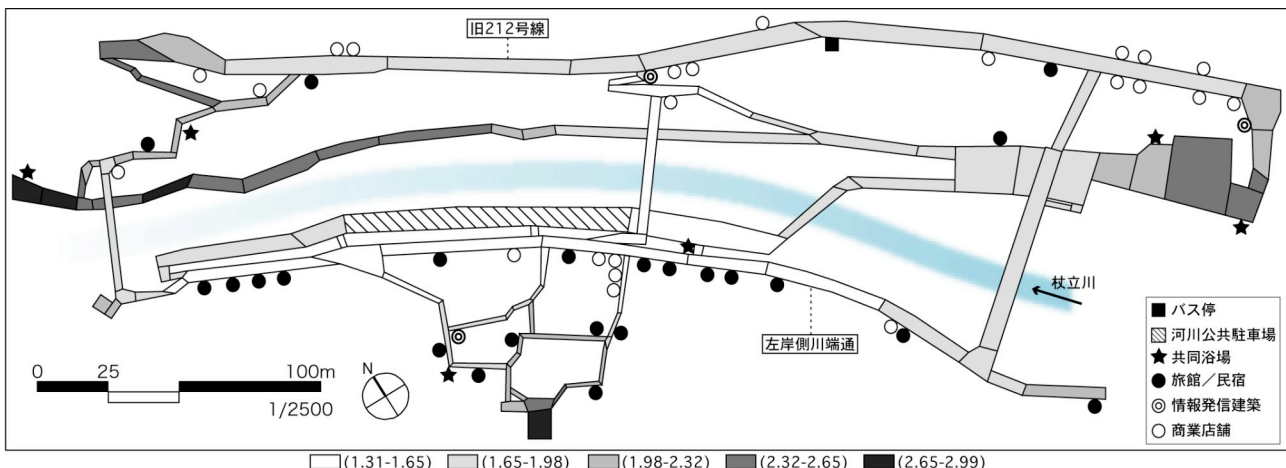 旧212号線
杖立川
左岸側川端通
N
0 25 100m
1/2500
バス停
河川公共駐車場
共同浴場
旅館／民宿
情報発信建築
商業店舗
(1.31-1.65) (1.65-1.98) (1.98-2.32) (2.32-2.65) (2.65-2.99)